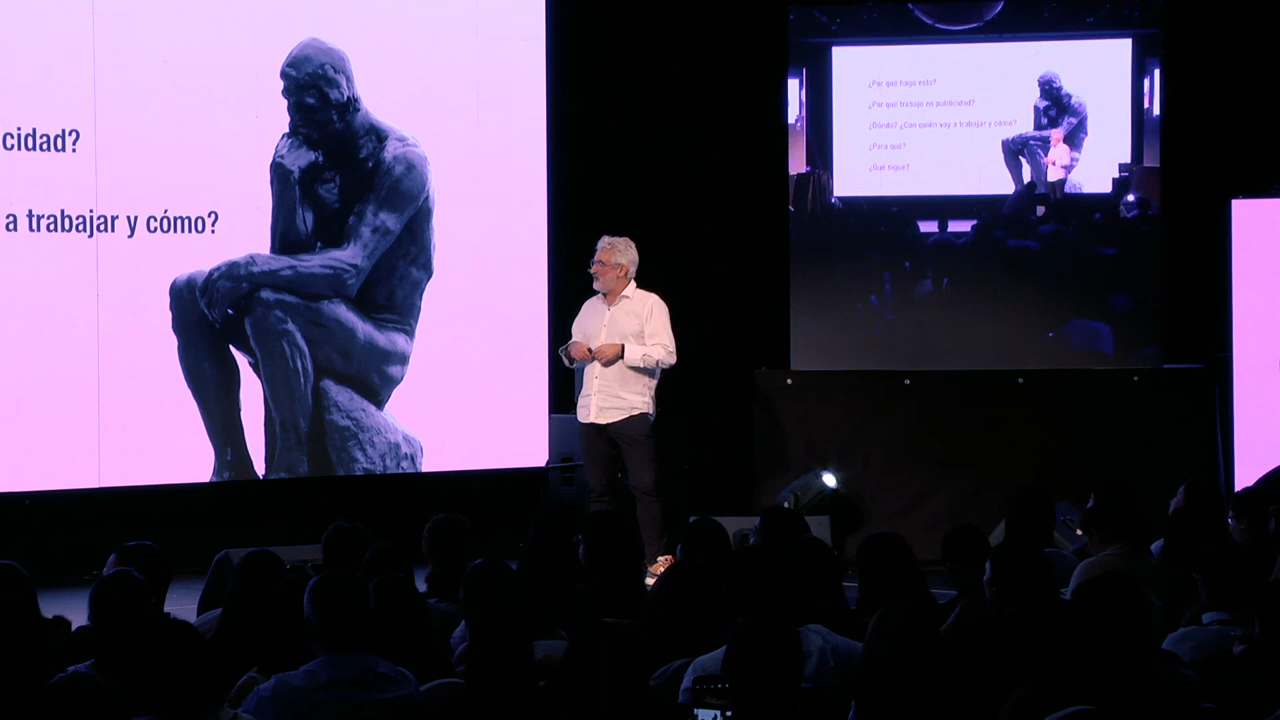 cidad?
a trabajar y cómo?
¿Por qué hago esto?
¿Por qué trabajo en publicidad?
¿Dónde? ¿Con quién voy a trabajar y cómo?
¿Para qué?
¿Qué sigue?